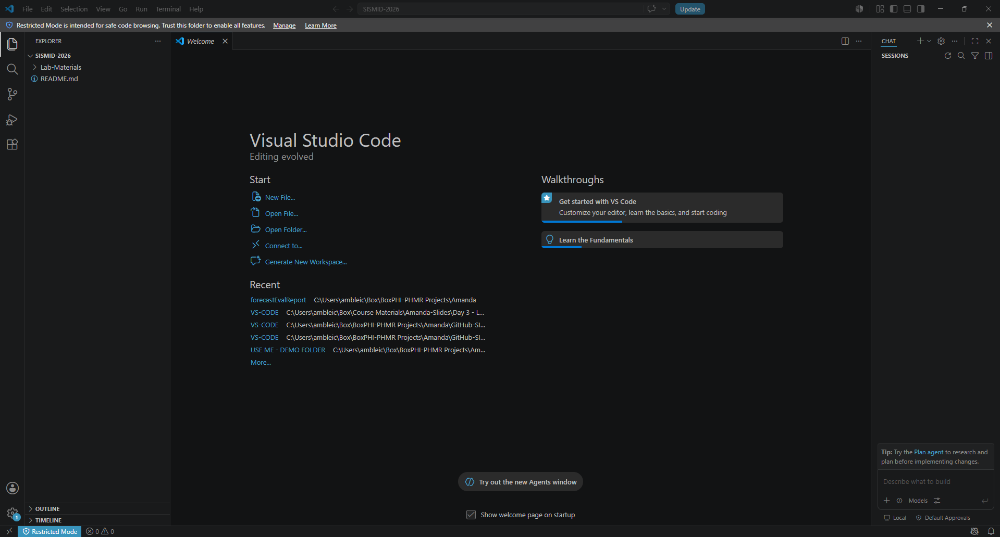 File Edit Selection View Go Run Terminal Help
SISMID-2026
Update
Restricted Mode is intended for safe code browsing. Trust this folder to enable all features. Manage Learn More
EXPLORER
SISMID-2026
Lab-Materials
README.md
OUTLINE
TIMELINE
Welcome
Visual Studio Code
Editing evolved
Start
New File...
Open File...
Open Folder...
Connect to...
Generate New Workspace...
Recent
forecastEvalReport C:\Users\ambleic\Box\BoxPHI-PHMR Projects\Amanda
VS-CODE C:\Users\ambleic\Box\Course Materials\Amanda-Slides\Day 3 - L...
VS-CODE C:\Users\ambleic\Box\BoxPHI-PHMR Projects\Amanda\GitHub-SI...
VS-CODE C:\Users\ambleic\Box\BoxPHI-PHMR Projects\Amanda\GitHub-SI...
USE ME - DEMO FOLDER C:\Users\ambleic\Box\BoxPHI-PHMR Projects\Am...
More...
Walkthroughs
Get started with VS Code
Customize your editor, learn the basics, and start coding
Learn the Fundamentals
Try out the new Agents window
Show welcome page on startup
CHAT
SESSIONS
Tip: Try the Plan agent to research and
plan before implementing changes.
Describe what to build
Models
Local Default Approvals
1
Restricted Mode 0 0